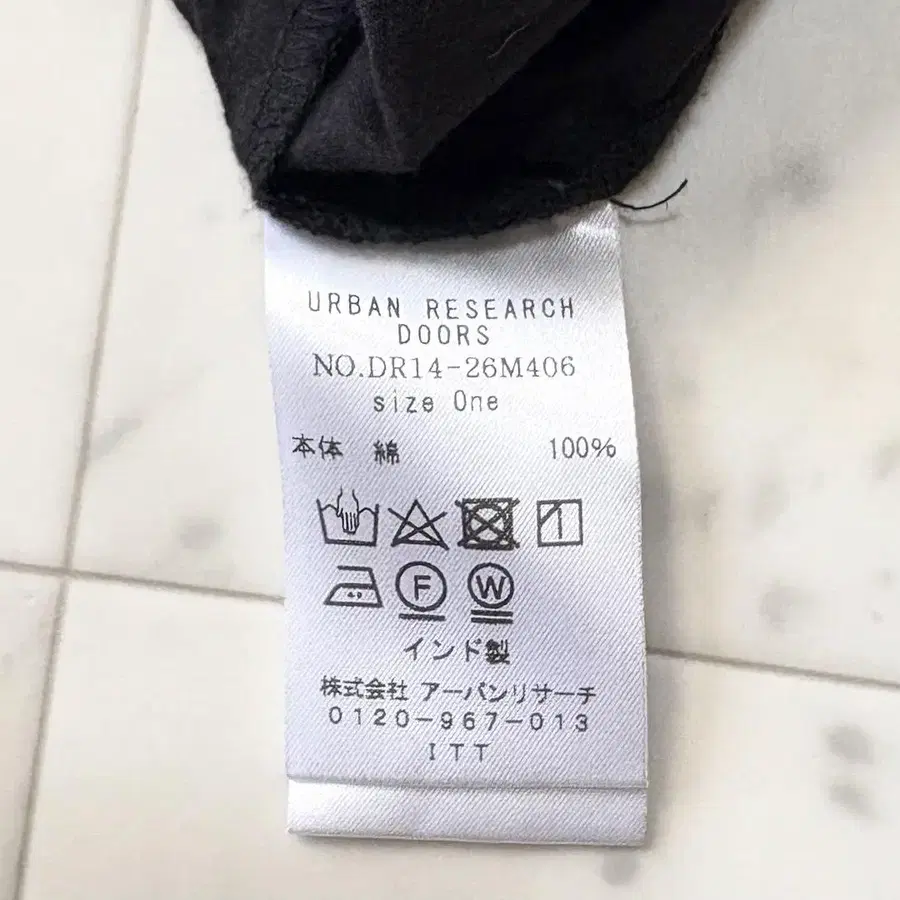 URBAN RESEARCH
DOORS
NO.DR14-26M406
size One
本体 綿 100%
F W
インド製
株式会社 アーバンリサーチ
0120-967-013
ITT